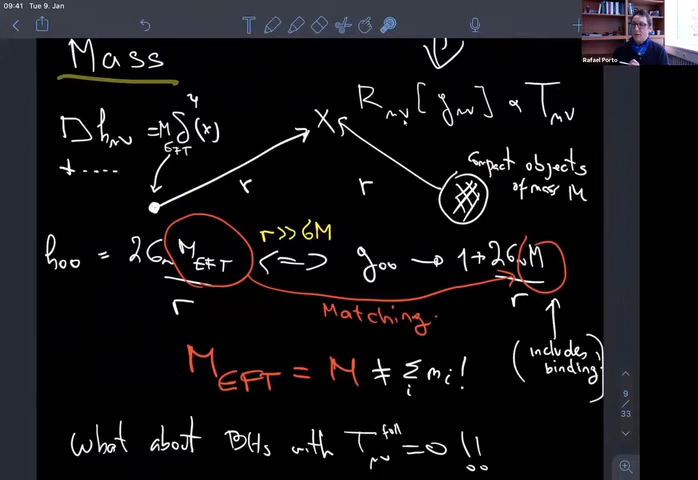 09:41 Tue 9. Jan
Rafael Porto
Mass
R_μν [g_μν] α T_μν
□h_μν = M_EFT δ⁴(x)
+ ....
x
r
r
Compact objects
of mass M
r >> GM
h₀₀ = 2G_N M_EFT / r <=> g₀₀ → 1 + 2G_N M / r
Matching.
(includes
binding)
M_EFT = M ≠ Σ_i m_i!
What about BHs with T_μν^full = 0 !!
9
/
33